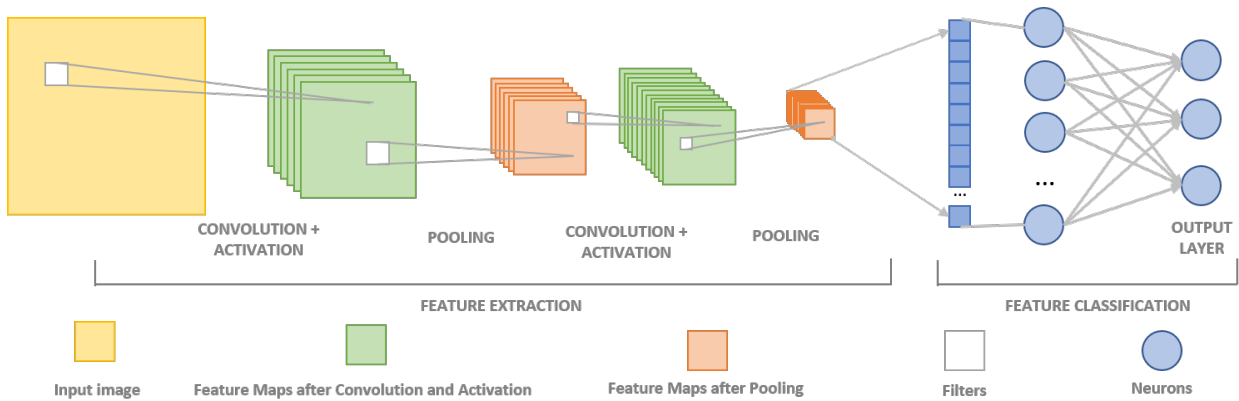 CONVOLUTION +
ACTIVATION
POOLING
CONVOLUTION +
ACTIVATION
POOLING
...
...
OUTPUT
LAYER
FEATURE EXTRACTION
FEATURE CLASSIFICATION
Input image
Feature Maps after Convolution and Activation
Feature Maps after Pooling
Filters
Neurons